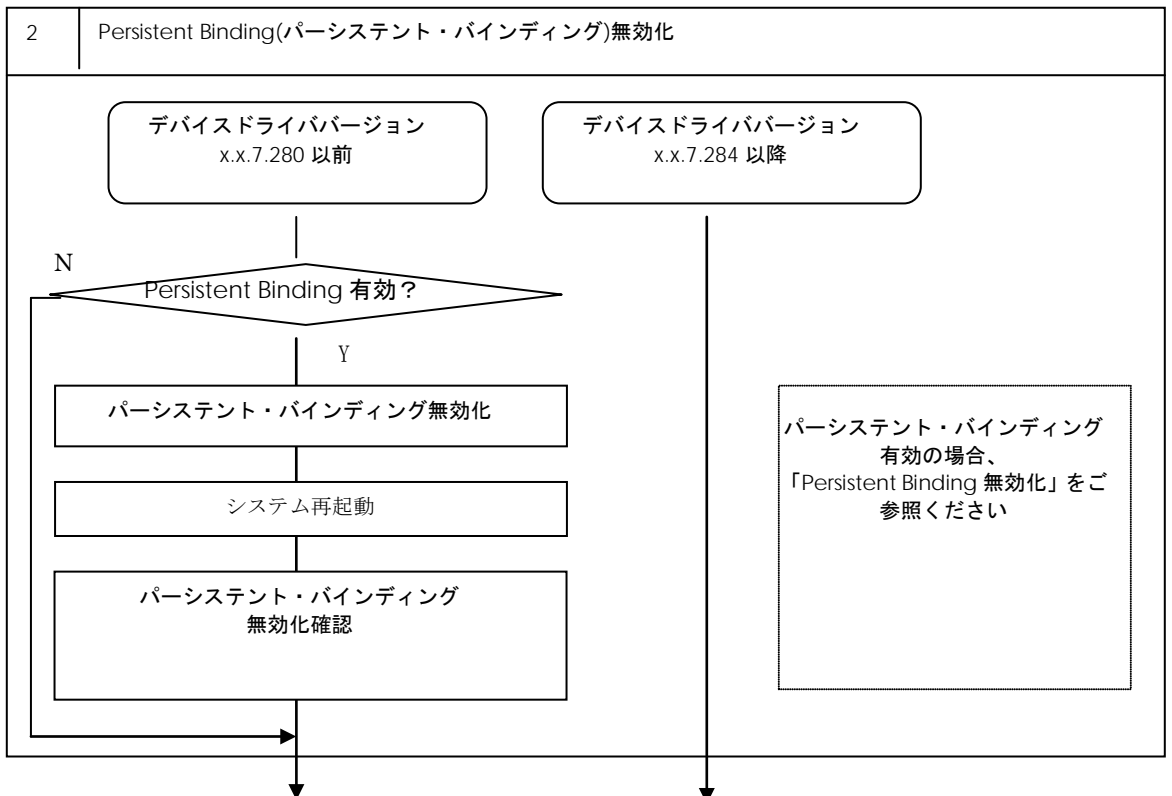 2
Persistent Binding(パーシステント・バインディング)無効化
デバイスドライババージョン
x.x.7.280 以前
デバイスドライババージョン
x.x.7.284 以降
N
Persistent Binding 有効？
Y
パーシステント・バインディング無効化
システム再起動
パーシステント・バインディング
無効化確認
パーシステント・バインディング
有効の場合、
「Persistent Binding 無効化」をご
参照ください